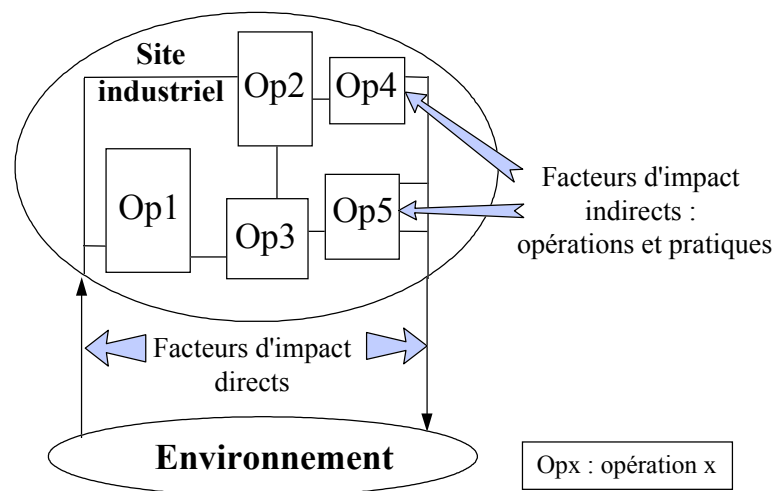 Site
industriel
Op2
Op4
Op1
Op3
Op5
Facteurs d'impact
indirects :
opérations et pratiques
Facteurs d'impact
directs
Environnement
Opx : opération x